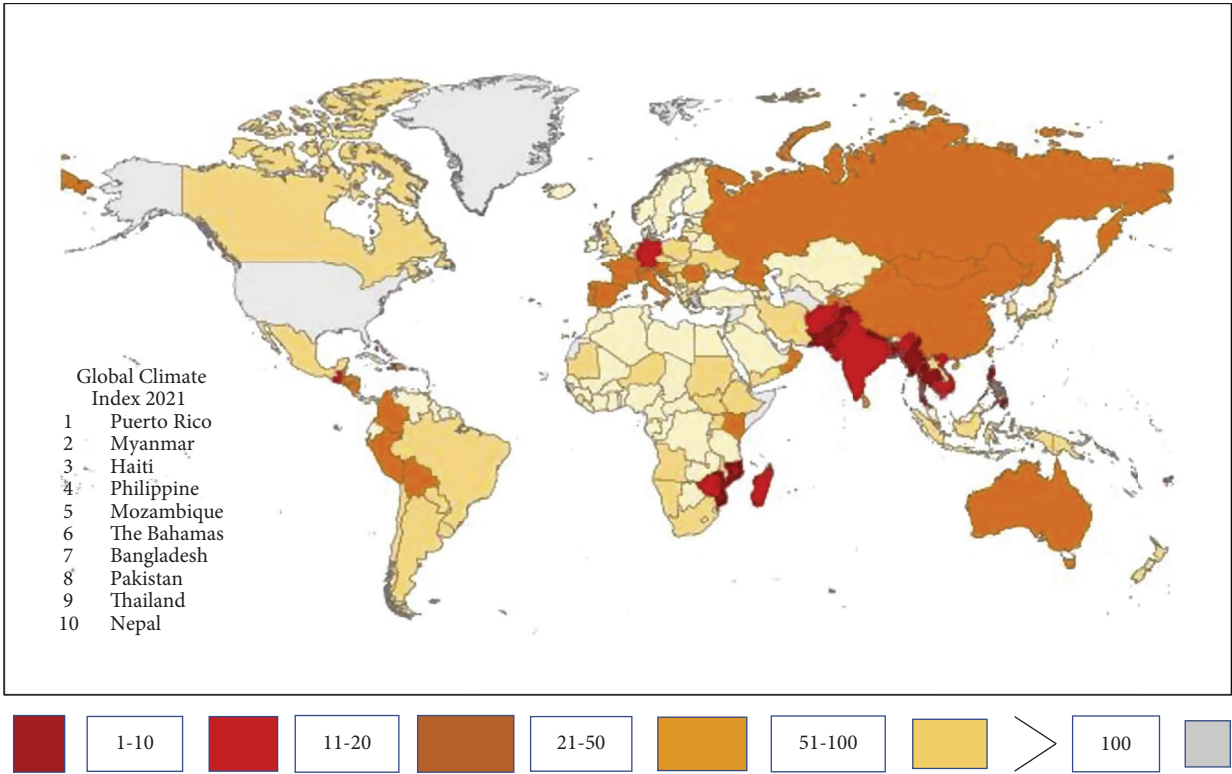 Global Climate
Index 2021
1 Puerto Rico
2 Myanmar
3 Haiti
4 Philippine
5 Mozambique
6 The Bahamas
7 Bangladesh
8 Pakistan
9 Thailand
10 Nepal
1-10 11-20 21-50 51-100 > 100